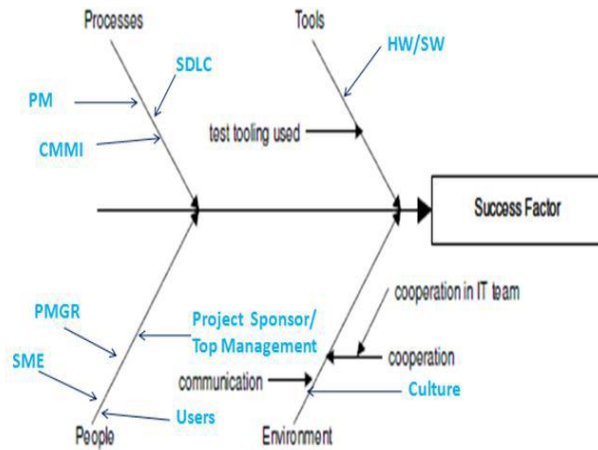 Processes
Tools
SDLC
HW/SW
PM
test tooling used
CMMI
Success Factor
cooperation in IT team
PMGR
Project Sponsor/
Top Management
SME
cooperation
communication
Culture
Users
People
Environment